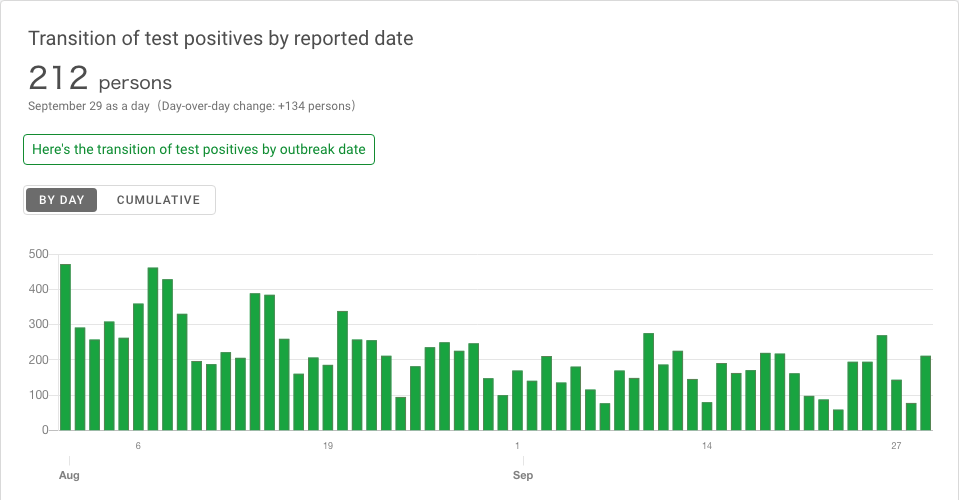 Transition of test positives by reported date
212 persons
September 29 as a day（Day-over-day change: +134 persons）
Here's the transition of test positives by outbreak date
BY DAY CUMULATIVE
500
400
300
200
100
0
6 19 1 14 27
Aug Sep